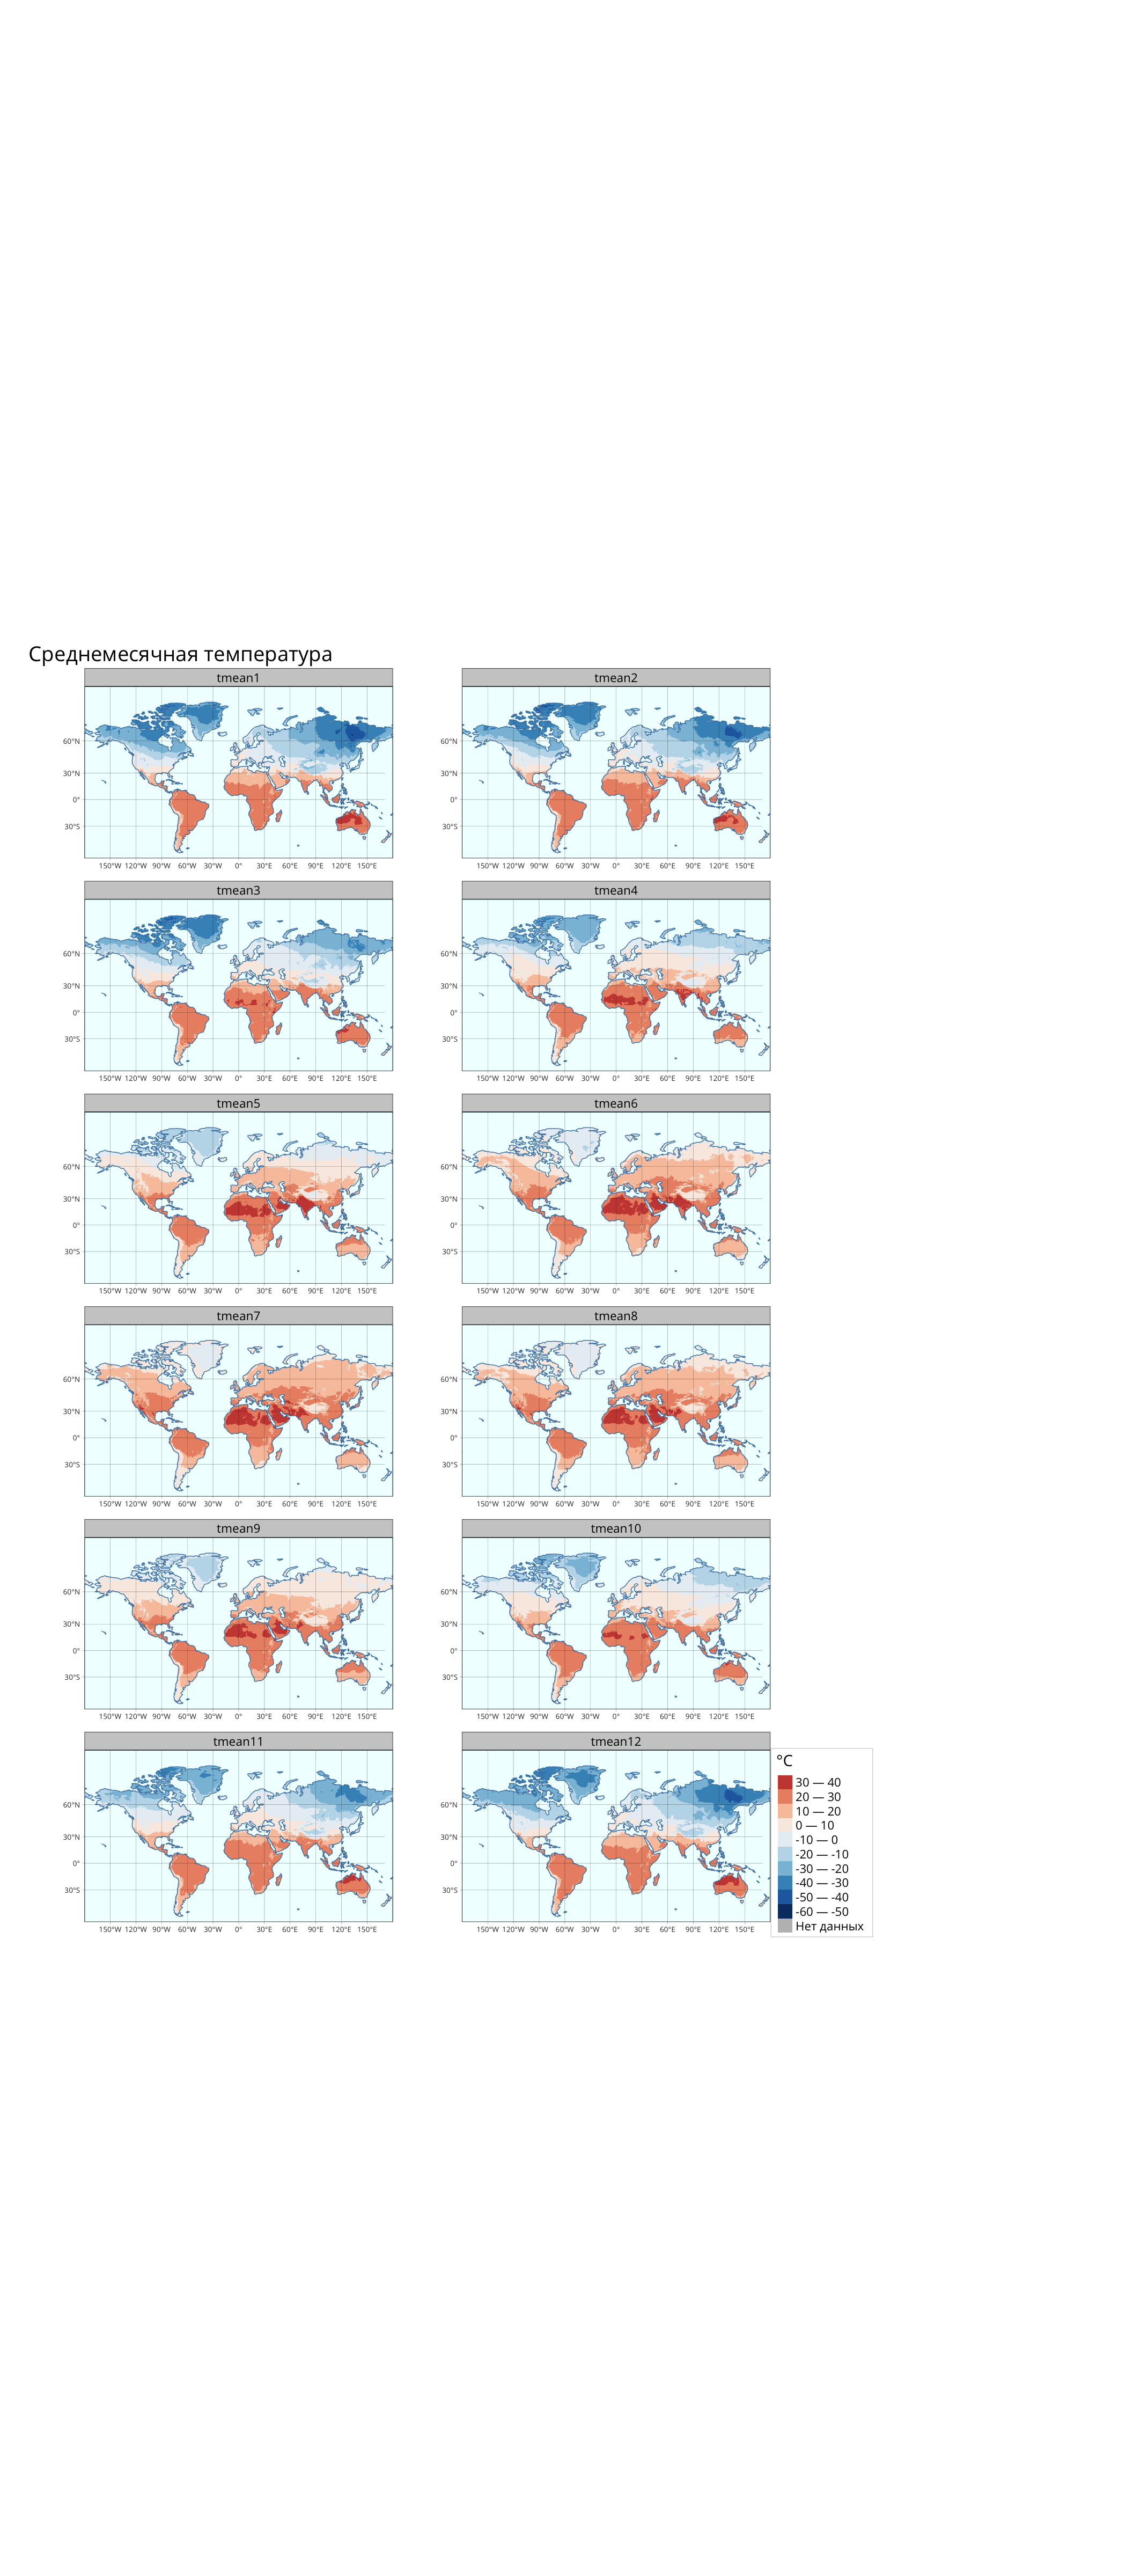 Среднемесячная температура
tmean1 tmean2
60°N 60°N
30°N 30°N
0° 0°
30°S 30°S
150°W 120°W 90°W 60°W 30°W 0° 30°E 60°E 90°E 120°E 150°E 150°W 120°W 90°W 60°W 30°W 0° 30°E 60°E 90°E 120°E 150°E
tmean3 tmean4
60°N 60°N
30°N 30°N
0° 0°
30°S 30°S
150°W 120°W 90°W 60°W 30°W 0° 30°E 60°E 90°E 120°E 150°E 150°W 120°W 90°W 60°W 30°W 0° 30°E 60°E 90°E 120°E 150°E
tmean5 tmean6
60°N 60°N
30°N 30°N
0° 0°
30°S 30°S
150°W 120°W 90°W 60°W 30°W 0° 30°E 60°E 90°E 120°E 150°E 150°W 120°W 90°W 60°W 30°W 0° 30°E 60°E 90°E 120°E 150°E
tmean7 tmean8
60°N 60°N
30°N 30°N
0° 0°
30°S 30°S
150°W 120°W 90°W 60°W 30°W 0° 30°E 60°E 90°E 120°E 150°E 150°W 120°W 90°W 60°W 30°W 0° 30°E 60°E 90°E 120°E 150°E
tmean9 tmean10
60°N 60°N
30°N 30°N
0° 0°
30°S 30°S
150°W 120°W 90°W 60°W 30°W 0° 30°E 60°E 90°E 120°E 150°E 150°W 120°W 90°W 60°W 30°W 0° 30°E 60°E 90°E 120°E 150°E
tmean11 tmean12
60°N 60°N
30°N 30°N
0° 0°
30°S 30°S
150°W 120°W 90°W 60°W 30°W 0° 30°E 60°E 90°E 120°E 150°E 150°W 120°W 90°W 60°W 30°W 0° 30°E 60°E 90°E 120°E 150°E
°C
30 — 40
20 — 30
10 — 20
0 — 10
-10 — 0
-20 — -10
-30 — -20
-40 — -30
-50 — -40
-60 — -50
Нет данных